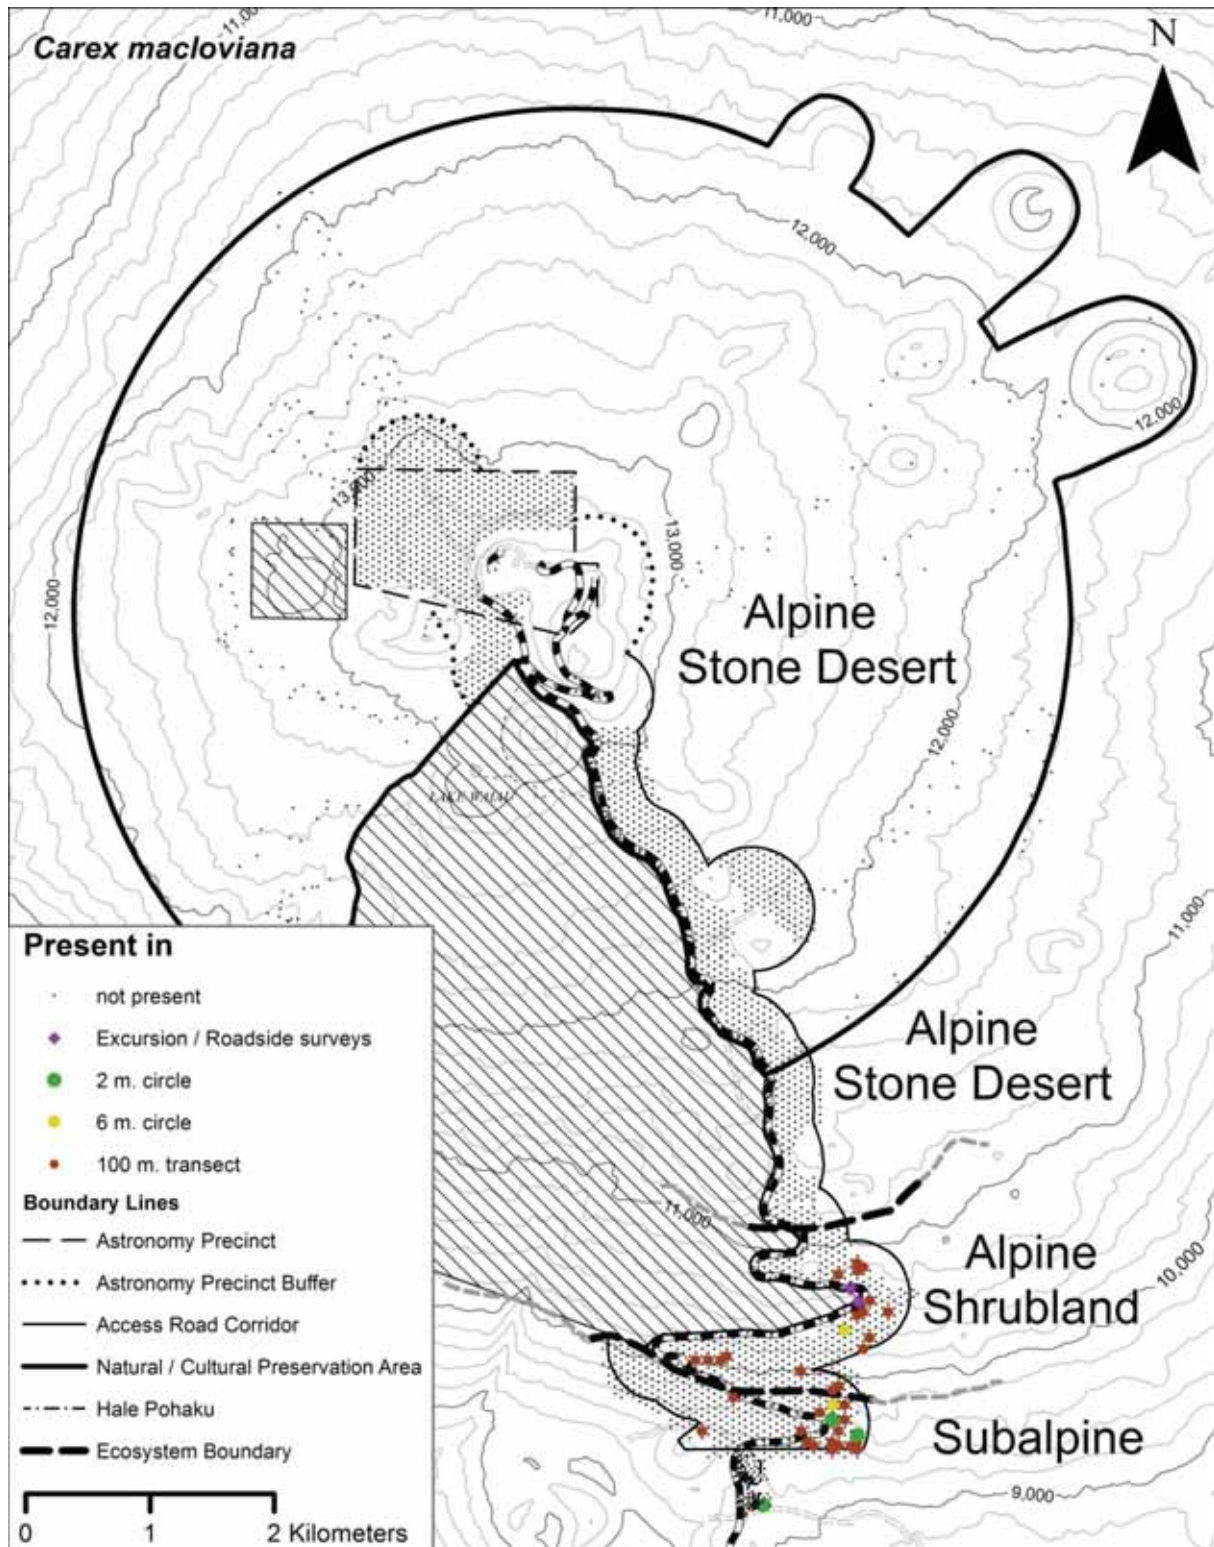 11,000
11,000
Carex macloviana
N
12,000
12,000
13,000
13,000
12,000
Alpine
Stone Desert
12,000
LAKE WAIAU
11,000
Present in
not present
Excursion / Roadside surveys
2 m. circle
6 m. circle
100 m. transect
Boundary Lines
Astronomy Precinct
Astronomy Precinct Buffer
Access Road Corridor
Natural / Cultural Preservation Area
Hale Pohaku
Ecosystem Boundary
0 1 2 Kilometers
Alpine
Stone Desert
11,000
Alpine
Shrubland
10,000
Subalpine
9,000